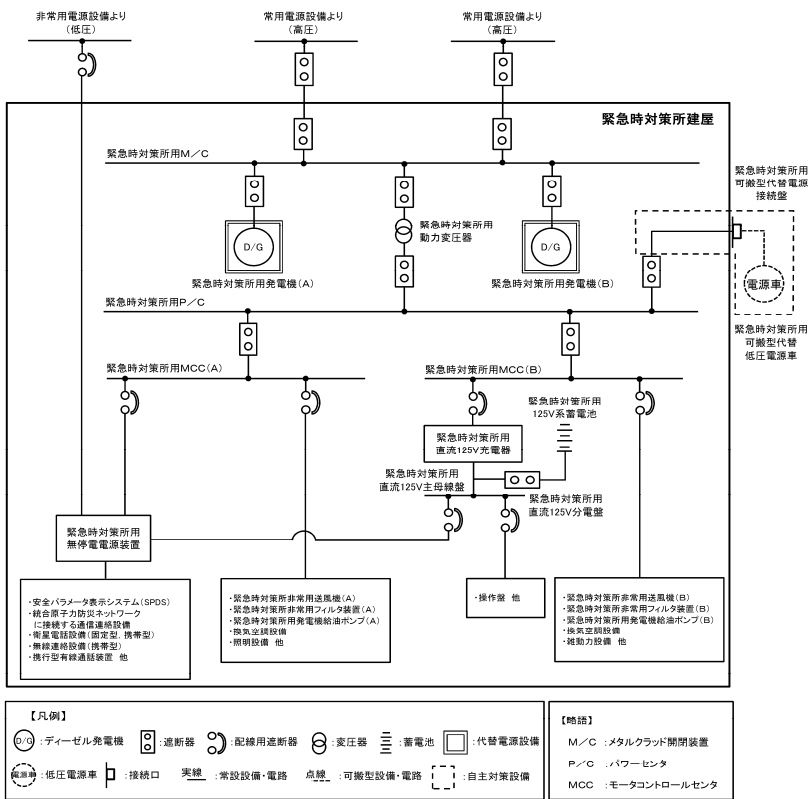 非常用電源設備より
(低圧)
常用電源設備より
(高圧)
常用電源設備より
(高圧)
緊急時対策所建屋
緊急時対策所用M/C
緊急時対策所用
可搬型代替電源
接続盤
緊急時対策所用
動力変圧器
D/G
D/G
緊急時対策所用発電機(A)
緊急時対策所用発電機(B)
電源車
緊急時対策所用P/C
緊急時対策所用
可搬型代替
低圧電源車
緊急時対策所用MCC(A)
緊急時対策所用MCC(B)
緊急時対策所用
125V系蓄電池
緊急時対策所用
直流125V充電器
緊急時対策所用
直流125V主母線盤
緊急時対策所用
直流125V分電盤
緊急時対策所用
無停電電源装置
・安全パラメータ表示システム(SPDS)
・統合原子力防災ネットワーク
に接続する通信連絡設備
・衛星電話設備(固定型、携帯型)
・無線連絡設備(携帯型)
・携行型有線通話装置 他
・緊急時対策所非常用送風機(A)
・緊急時対策所非常用フィルタ装置(A)
・緊急時対策所用発電機給油ポンプ(A)
・換気空調設備
・照明設備 他
・操作盤 他
・緊急時対策所非常用送風機(B)
・緊急時対策所非常用フィルタ装置(B)
・緊急時対策所用発電機給油ポンプ(B)
・換気空調設備
・雑動力設備 他
【凡例】
D/G :ディーゼル発電機 :遮断器 :配線用遮断器 :変圧器 :蓄電池 :代替電源設備
電源車 :低圧電源車 :接続口 実線 :常設設備・電路 点線 :可搬型設備・電路 :自主対策設備
【略語】
M/C :メタルクラッド開閉装置
P/C :パワーセンタ
MCC :モータコントロールセンタ